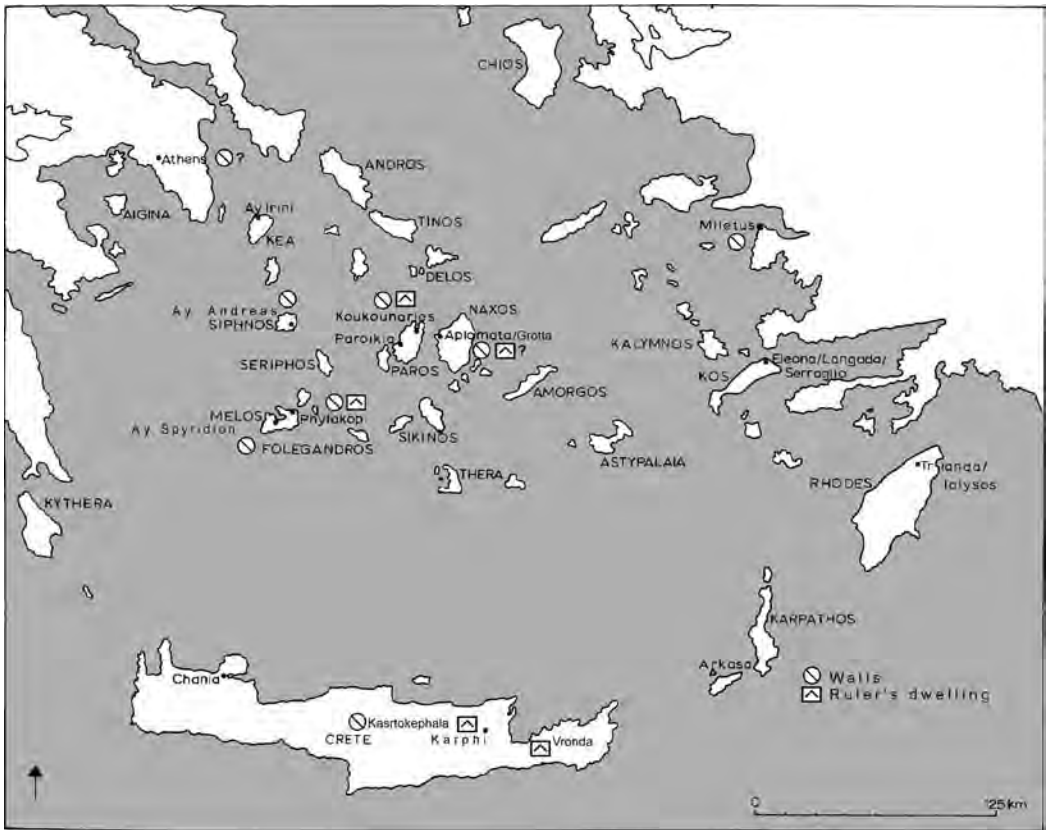 CHIOS
Athens ?
ANDROS
AIGINA
Ay Irini
KEA
TINOS
Miletus
DELOS
Ay Andreas
SIPHNOS
Koukounaries
NAXOS
Paroikia
Aplomata/Grotta
?
PAROS
KALYMNOS
SERIPHOS
Eleona/Langada/
Serraglio
KOS
AMORGOS
MELOS
Phylakop
Ay Spyridion
SIKINOS
FOLEGANDROS
ASTYPALAIA
THERA
RHODES
Trianda/
Ialysos
KYTHERA
KARPATHOS
Arkasa
Walls
Ruler's dwelling
Chania
Kasrtokephala
CRETE
Karphi
Vronda
0
25 km